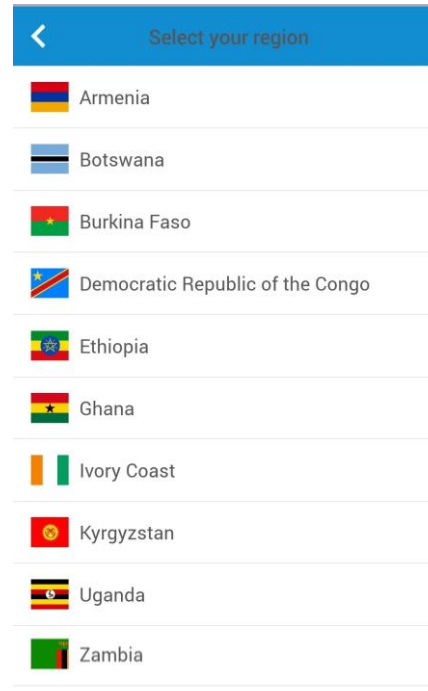 Select your region
Armenia
Botswana
Burkina Faso
Democratic Republic of the Congo
Ethiopia
Ghana
Ivory Coast
Kyrgyzstan
Uganda
Zambia